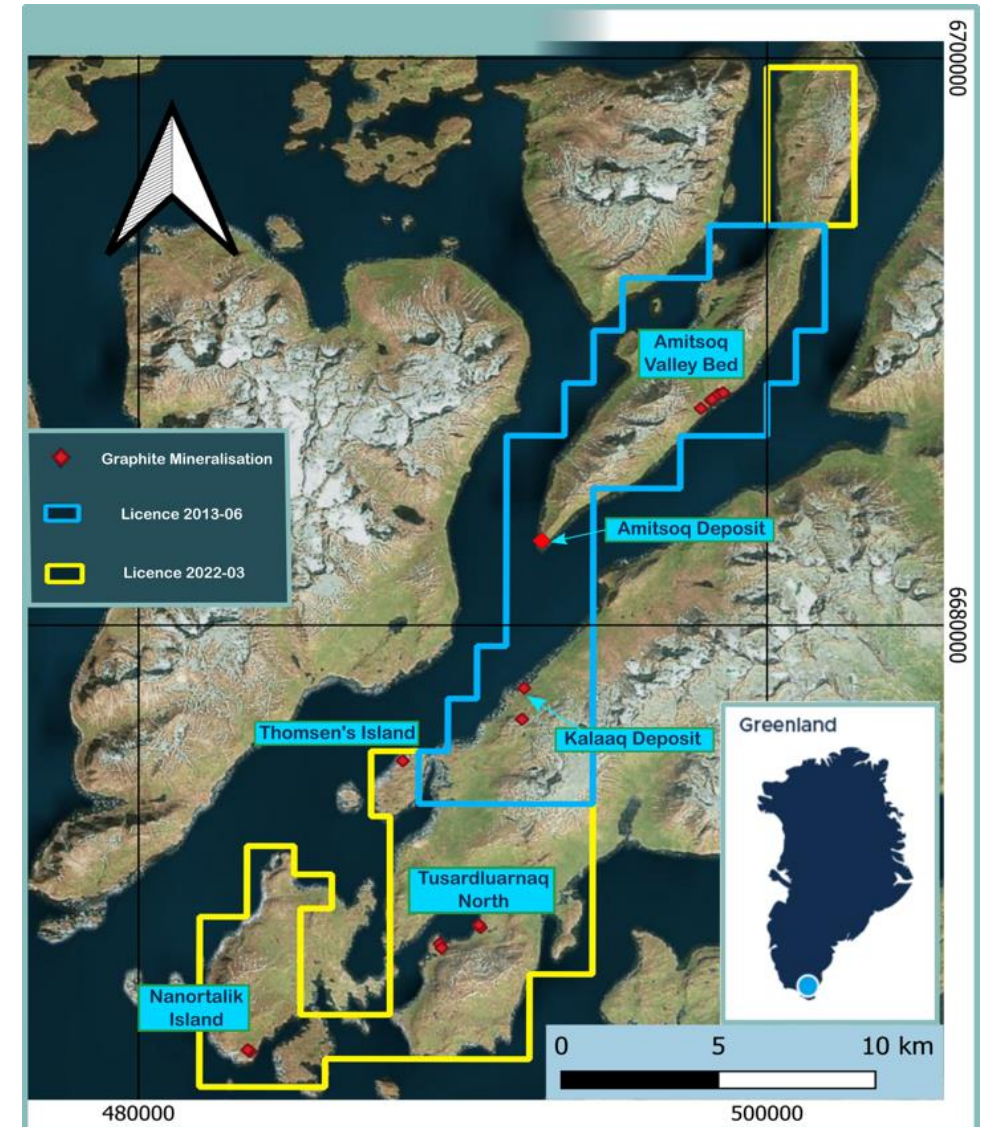 6700000
Amitsoq
Valley Bed
Graphite Mineralisation
Licence 2013-06
Licence 2022-03
Amitsoq Deposit
6680000
Thomsen's Island
Kalaaq Deposit
Greenland
Tusardluarnaq
North
Nanortalik
Island
0 5 10 km
480000 500000